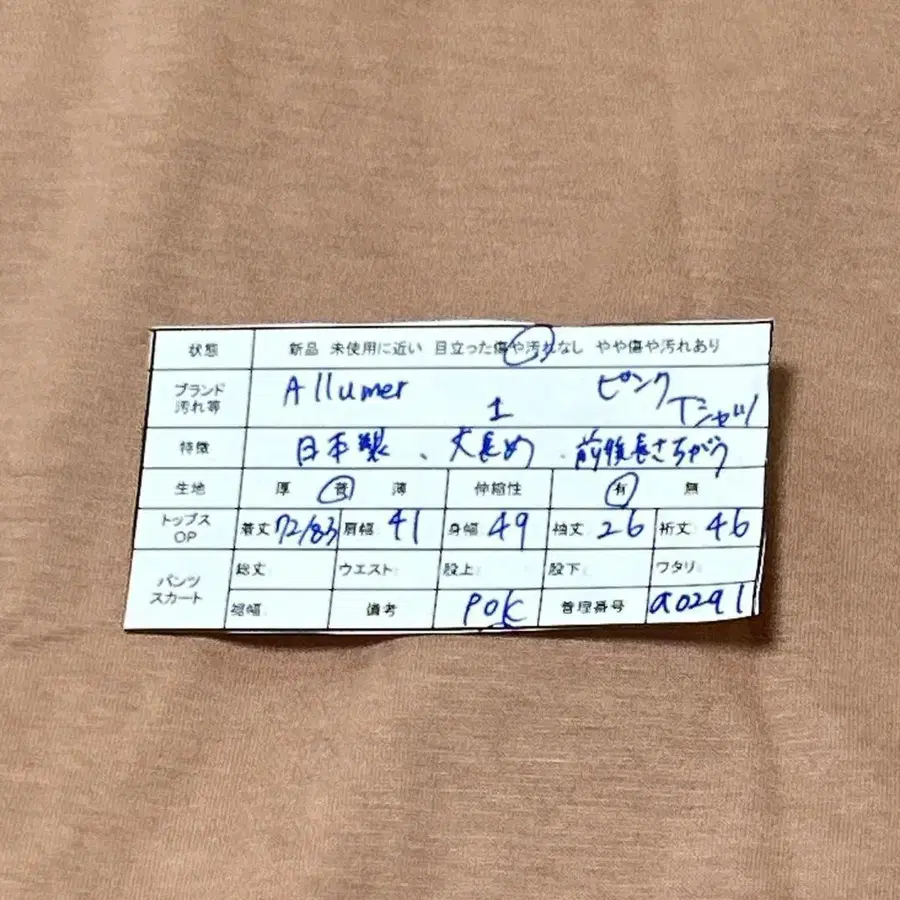 状態 新品 未使用に近い 目立った傷や汚れなし やや傷や汚れあり
ブランド 汚れ等 Allumer 1 ピンク Tシャツ
特徴 日本製、丈長め、前後長さちがう
生地 厚 普 薄 伸縮性 有 無
トップス OP 着丈 72/83 肩幅 41 身幅 49 袖丈 26 裄丈 46
パンツ スカート 総丈: ウエスト: 股上: 股下: ワタリ:
裾幅 備考 POK 管理番号 a0291